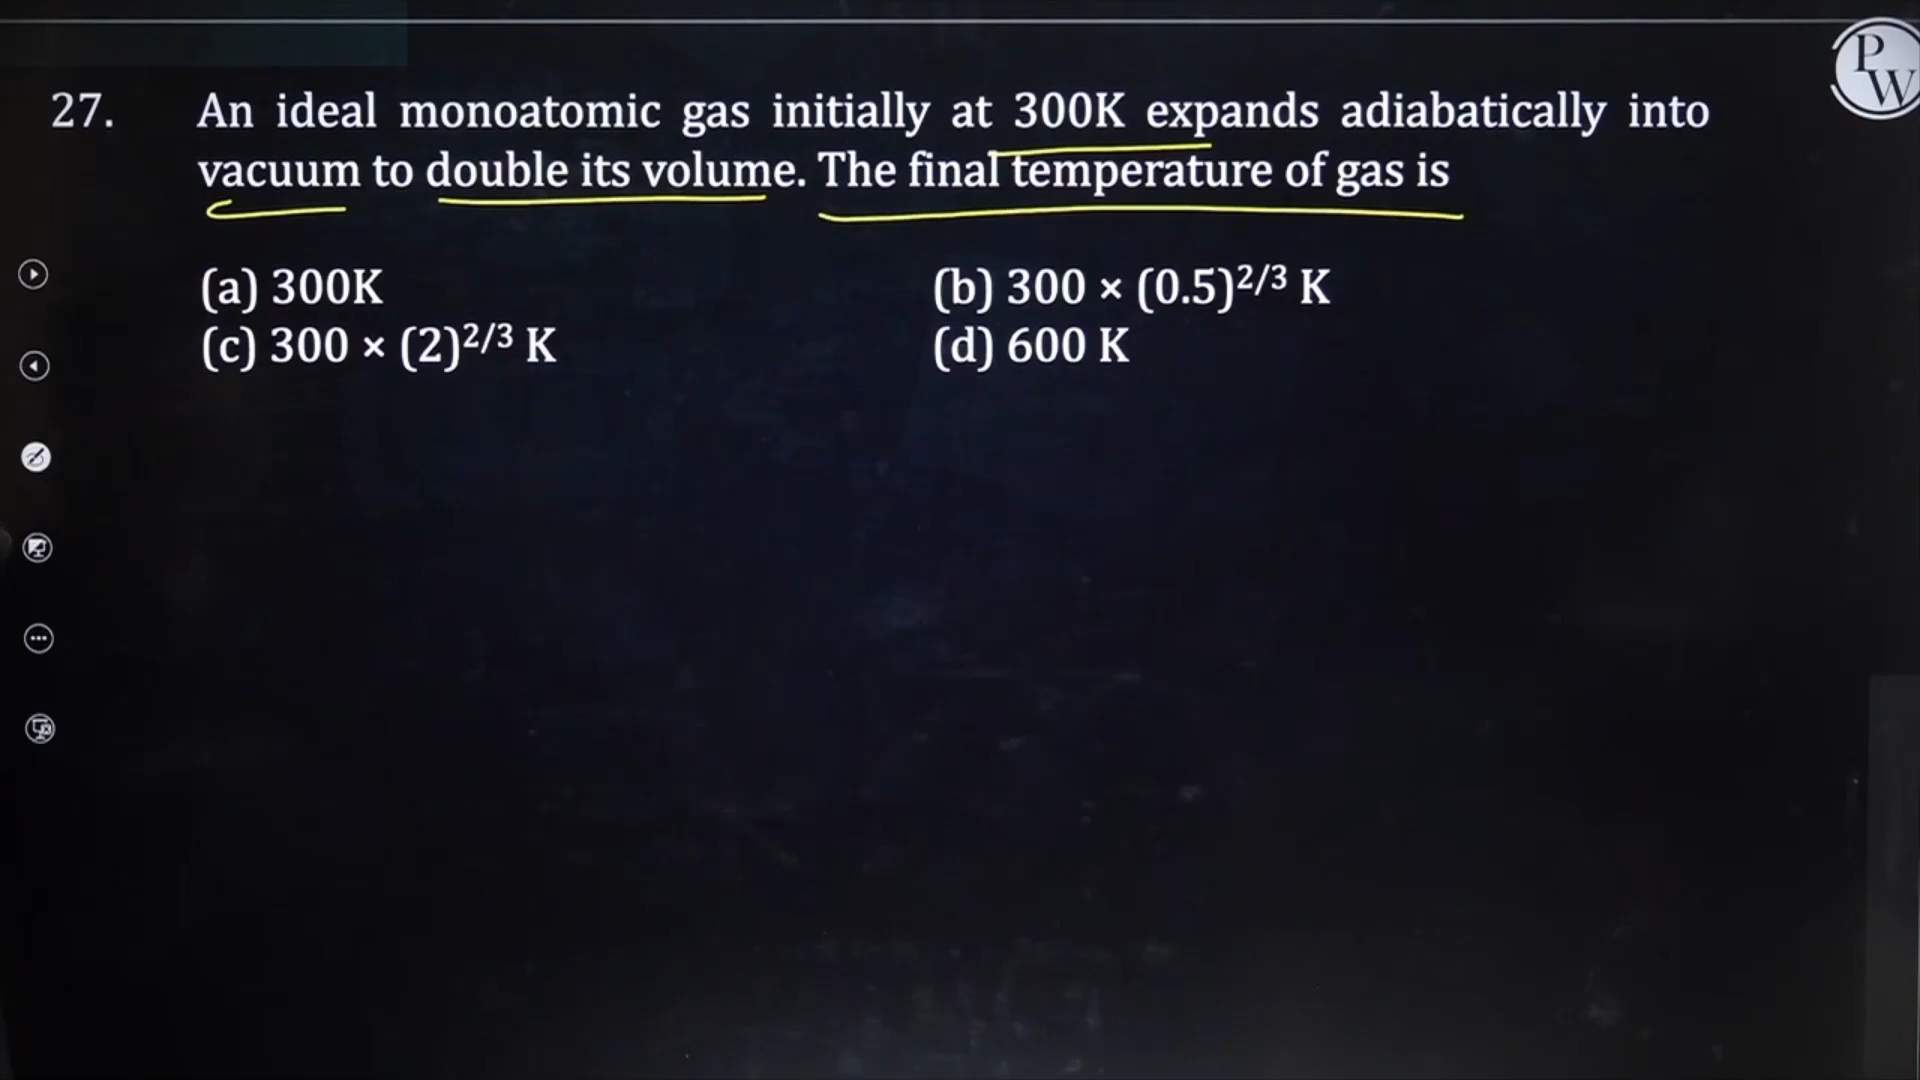 PW
27. An ideal monoatomic gas initially at 300K expands adiabatically into
vacuum to double its volume. The final temperature of gas is
(a) 300K (b) 300 × (0.5)^2/3 K
(c) 300 × (2)^2/3 K (d) 600 K